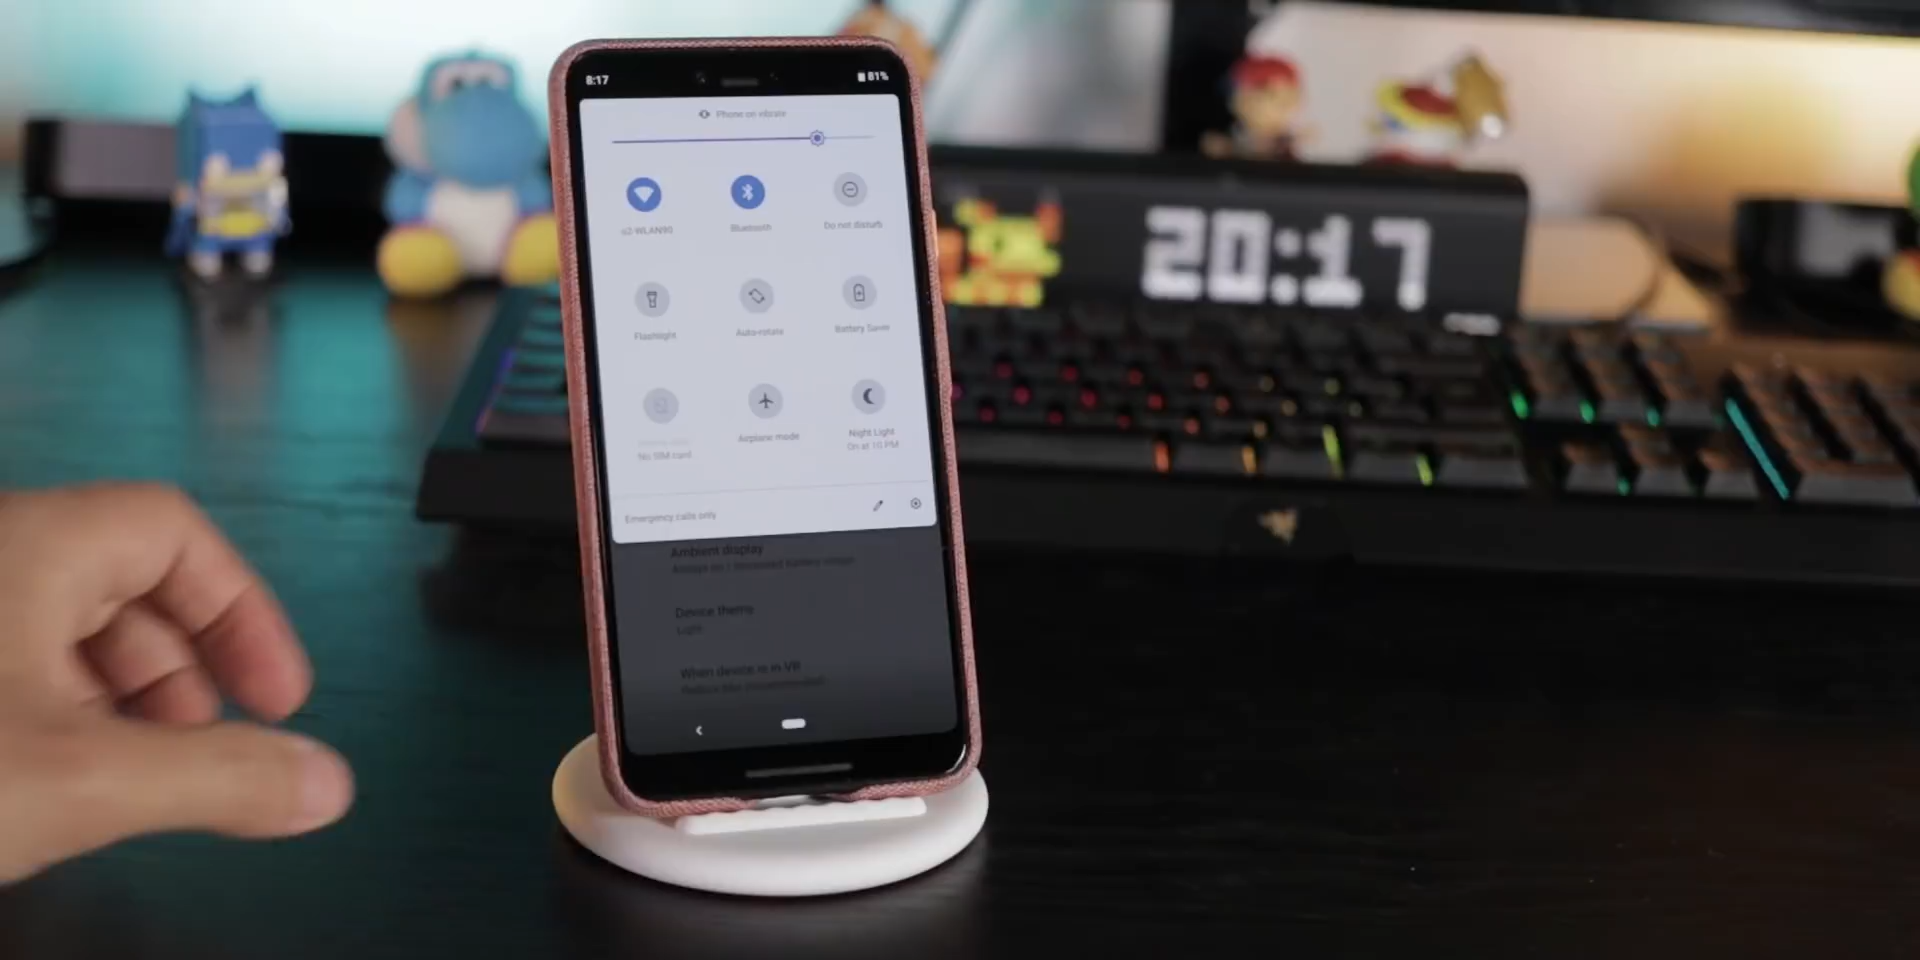 8:17
81%
Phone on vibrate
o2-WLAN90
Bluetooth
Do not disturb
Flashlight
Auto-rotate
Battery Saver
No SIM card
Airplane mode
Night Light
On at 10 PM
Emergency calls only
Ambient display
Device theme
Light
When device is in VR
20:17